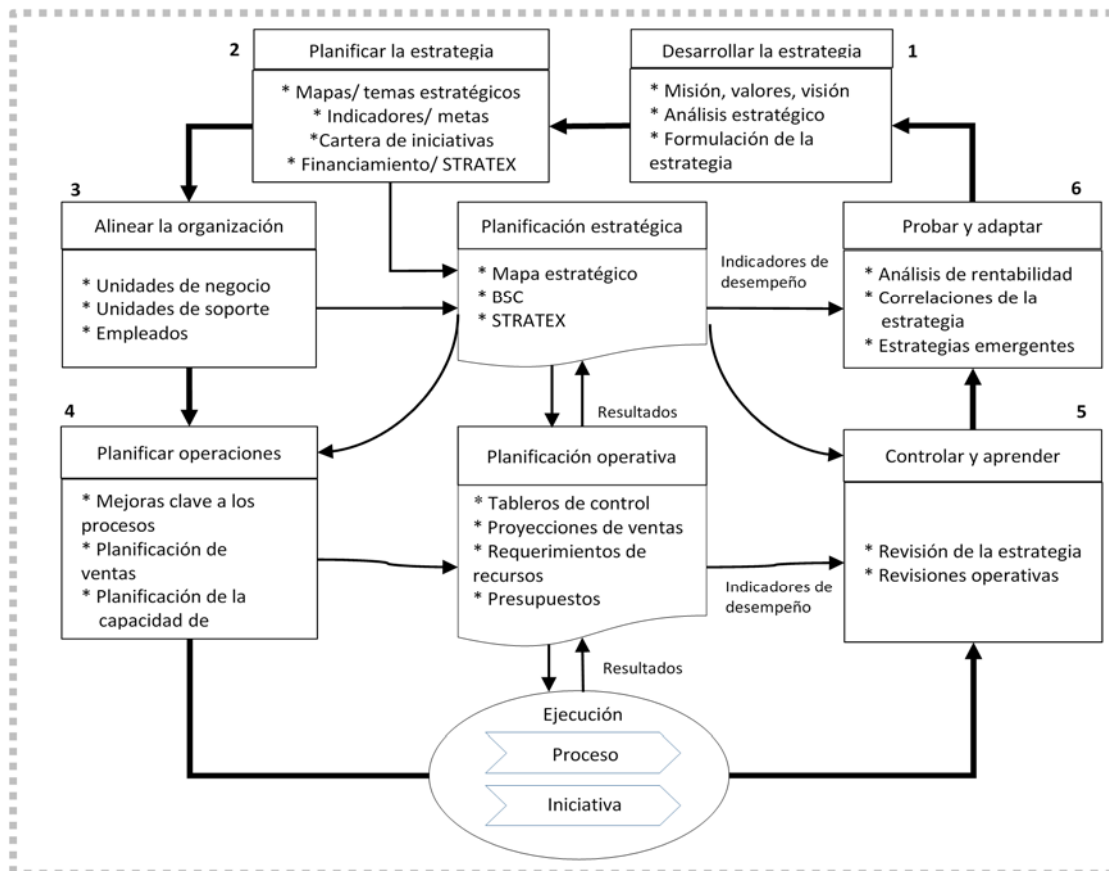 2
Planificar la estrategia
* Mapas/ temas estratégicos
* Indicadores/ metas
*Cartera de iniciativas
* Financiamiento/ STRATEX
Desarrollar la estrategia
1
* Misión, valores, visión
* Análisis estratégico
* Formulación de la
estrategia
3
Alinear la organización
* Unidades de negocio
* Unidades de soporte
* Empleados
Planificación estratégica
* Mapa estratégico
* BSC
* STRATEX
Indicadores de
desempeño
6
Probar y adaptar
* Análisis de rentabilidad
* Correlaciones de la
estrategia
* Estrategias emergentes
Resultados
4
Planificar operaciones
* Mejoras clave a los
procesos
* Planificación de
ventas
* Planificación de la
capacidad de
Planificación operativa
* Tableros de control
* Proyecciones de ventas
* Requerimientos de
recursos
* Presupuestos
Indicadores de
desempeño
5
Controlar y aprender
* Revisión de la estrategia
* Revisiones operativas
Resultados
Ejecución
Proceso
Iniciativa